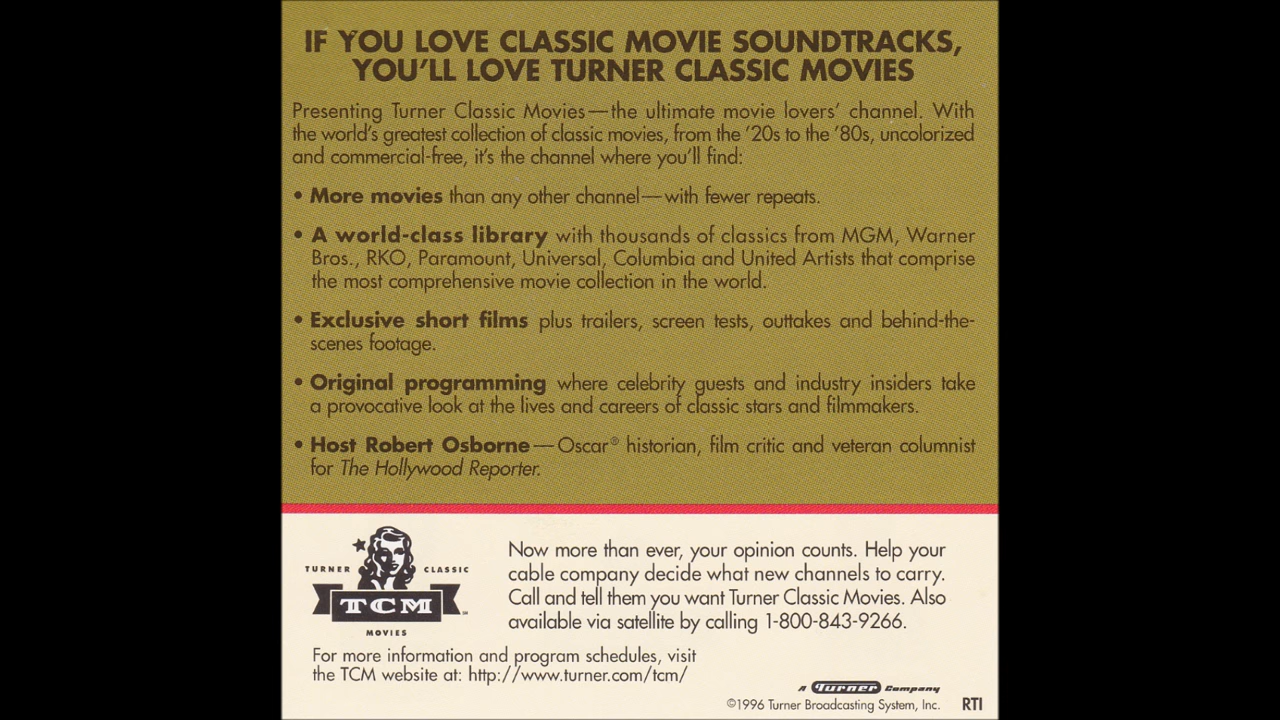 IF YOU LOVE CLASSIC MOVIE SOUNDTRACKS,
YOU'LL LOVE TURNER CLASSIC MOVIES
Presenting Turner Classic Movies—the ultimate movie lovers' channel. With
the world's greatest collection of classic movies, from the '20s to the '80s, uncolorized
and commercial-free, it's the channel where you'll find:
• More movies than any other channel—with fewer repeats.
• A world-class library with thousands of classics from MGM, Warner
Bros., RKO, Paramount, Universal, Columbia and United Artists that comprise
the most comprehensive movie collection in the world.
• Exclusive short films plus trailers, screen tests, outtakes and behind-the-
scenes footage.
• Original programming where celebrity guests and industry insiders take
a provocative look at the lives and careers of classic stars and filmmakers.
• Host Robert Osborne—Oscar® historian, film critic and veteran columnist
for The Hollywood Reporter.
TURNER CLASSIC
TCM SM
MOVIES
Now more than ever, your opinion counts. Help your
cable company decide what new channels to carry.
Call and tell them you want Turner Classic Movies. Also
available via satellite by calling 1-800-843-9266.
For more information and program schedules, visit
the TCM website at: http://www.turner.com/tcm/
A Turner Company
©1996 Turner Broadcasting System, Inc. RTI